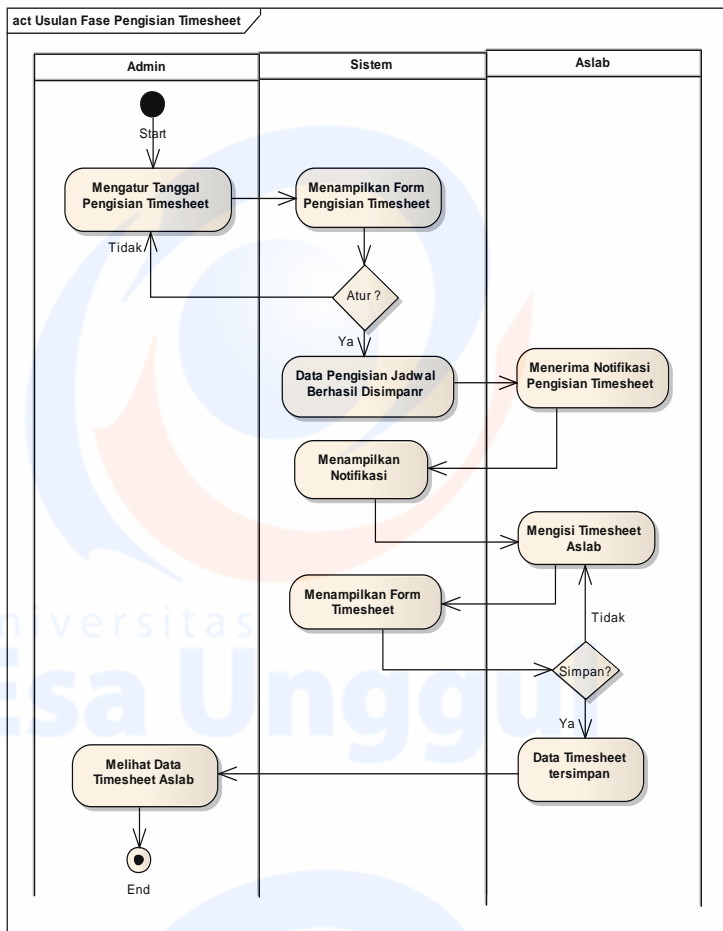 act Usulan Fase Pengisian Timesheet
Admin
Sistem
Aslab
Start
Mengatur Tanggal
Pengisian Timesheet
Menampilkan Form
Pengisian Timesheet
Tidak
Atur ?
Ya
Data Pengisian Jadwal
Berhasil Disimpanr
Menerima Notifikasi
Pengisian Timesheet
Menampilkan
Notifikasi
Mengisi Timesheet
Aslab
Menampilkan Form
Timesheet
Tidak
Simpan?
Ya
Data Timesheet
tersimpan
Melihat Data
Timesheet Aslab
End
niversitas
Esa Unggul